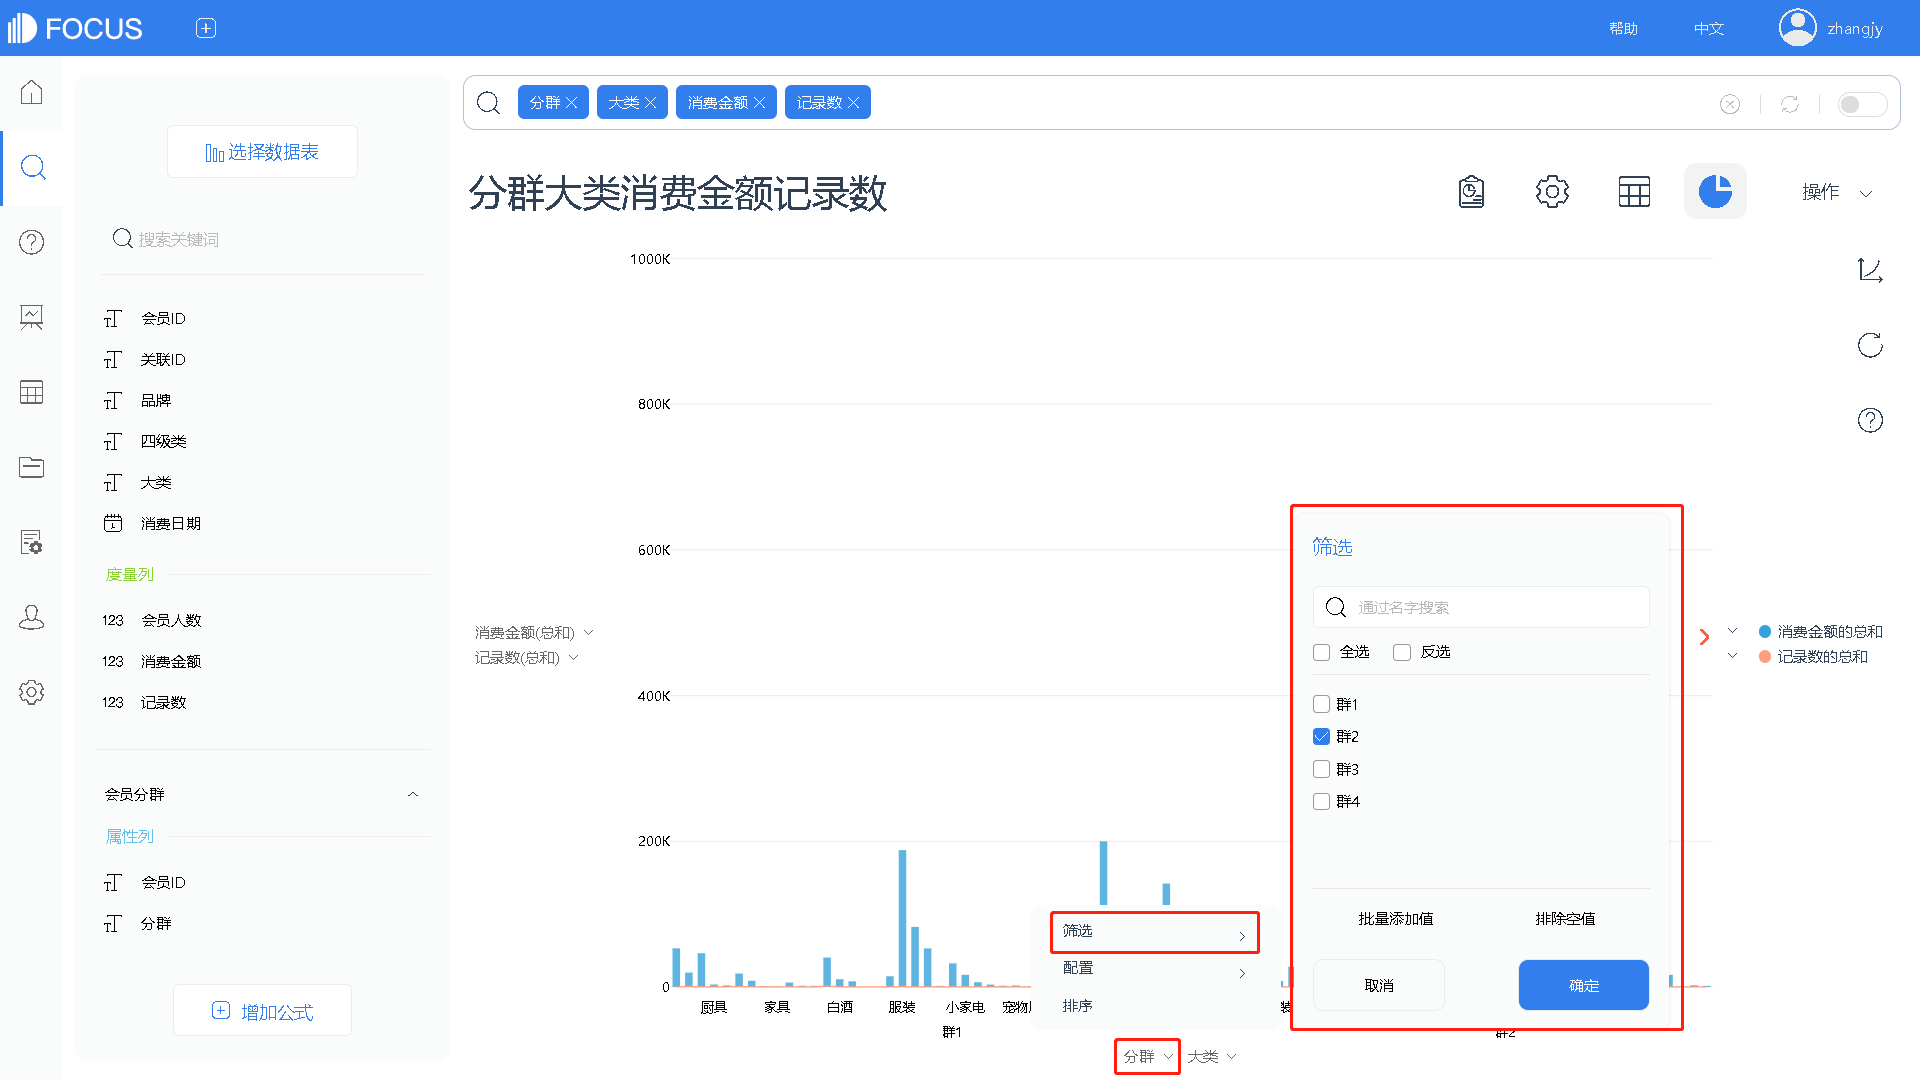 FOCUS
帮助
中文
zhangjy
选择数据表
搜索关键词
会员ID
关联ID
品牌
四级类
大类
消费日期
度量列
123 会员人数
123 消费金额
123 记录数
会员分群
属性列
会员ID
分群
增加公式
分群
大类
消费金额
记录数
分群大类消费金额记录数
操作
1000K
800K
600K
400K
200K
0
消费金额(总和)
记录数(总和)
厨具
家具
白酒
服装
小家电
宠物
群1
群2
分群
大类
筛选
配置
排序
筛选
通过名字搜索
全选
反选
群1
群2
群3
群4
批量添加值
排除空值
取消
确定
消费金额的总和
记录数的总和